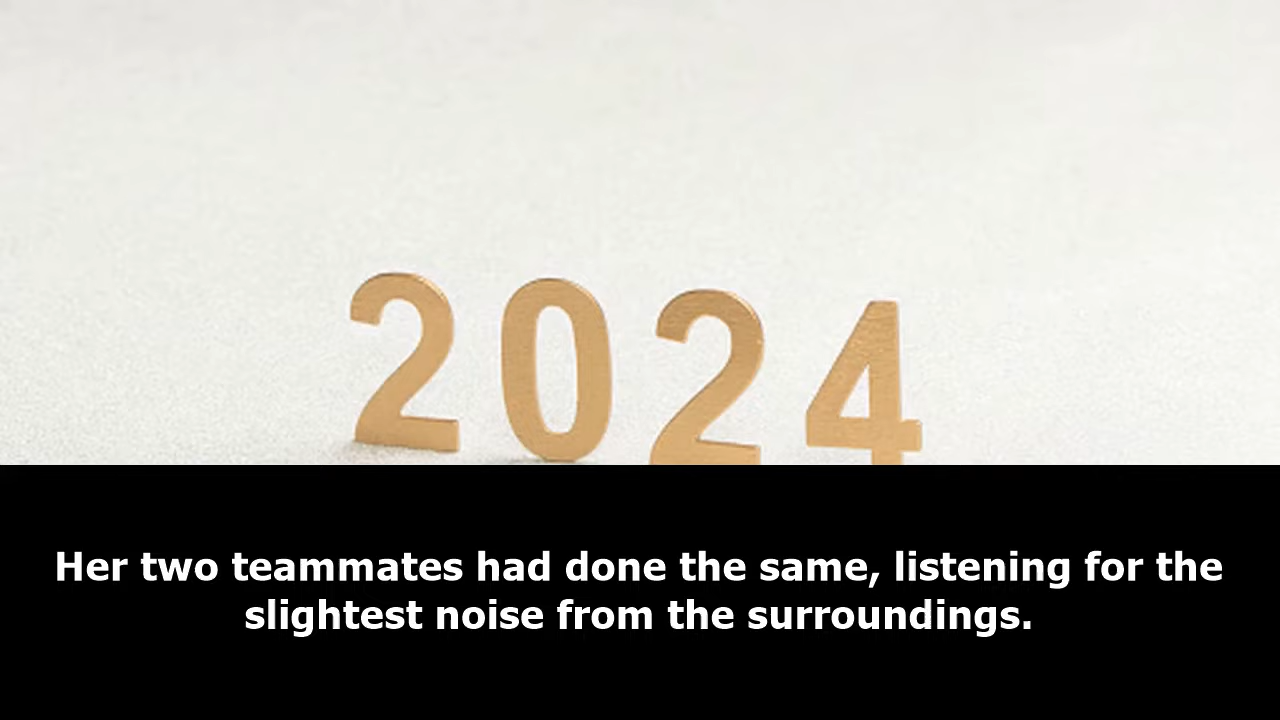 2024
Her two teammates had done the same, listening for the
slightest noise from the surroundings.